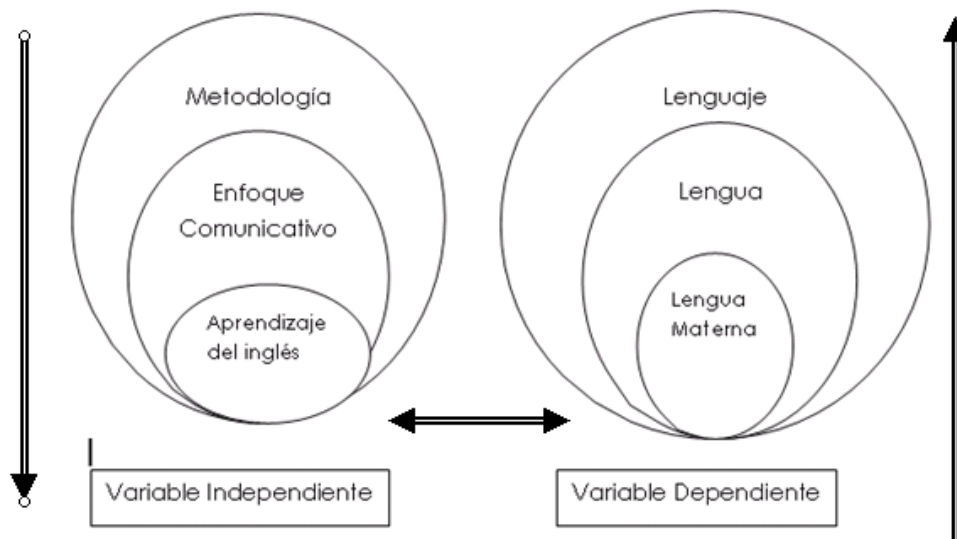 Metodología
Enfoque
Comunicativo
Aprendizaje
del inglés
Variable Independiente
Lenguaje
Lengua
Lengua
Materna
Variable Dependiente